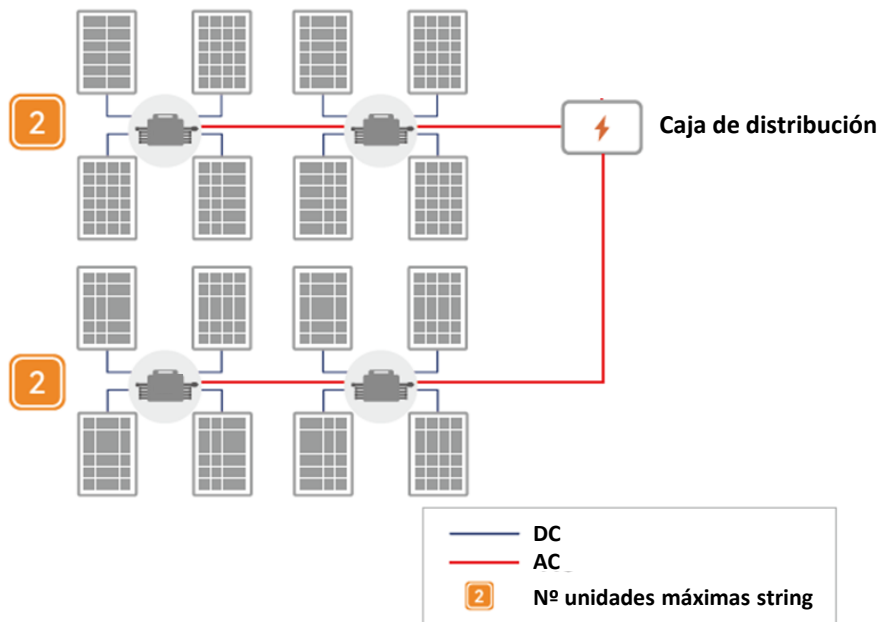 2
Caja de distribución
2
DC
AC
2 Nº unidades máximas string